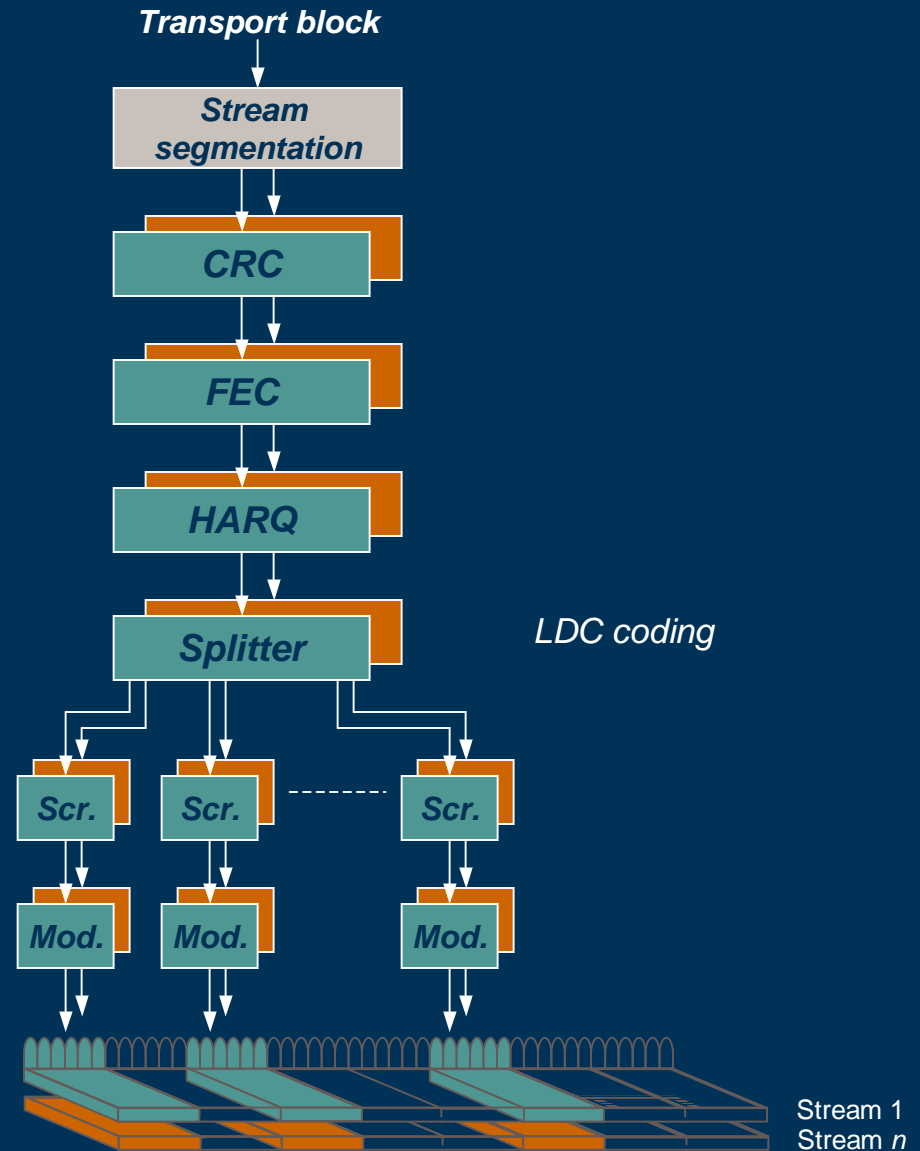 Transport block
Stream
segmentation
CRC
FEC
HARQ
Splitter
LDC coding
Scr.
Scr.
Scr.
Mod.
Mod.
Mod.
Stream 1
Stream n